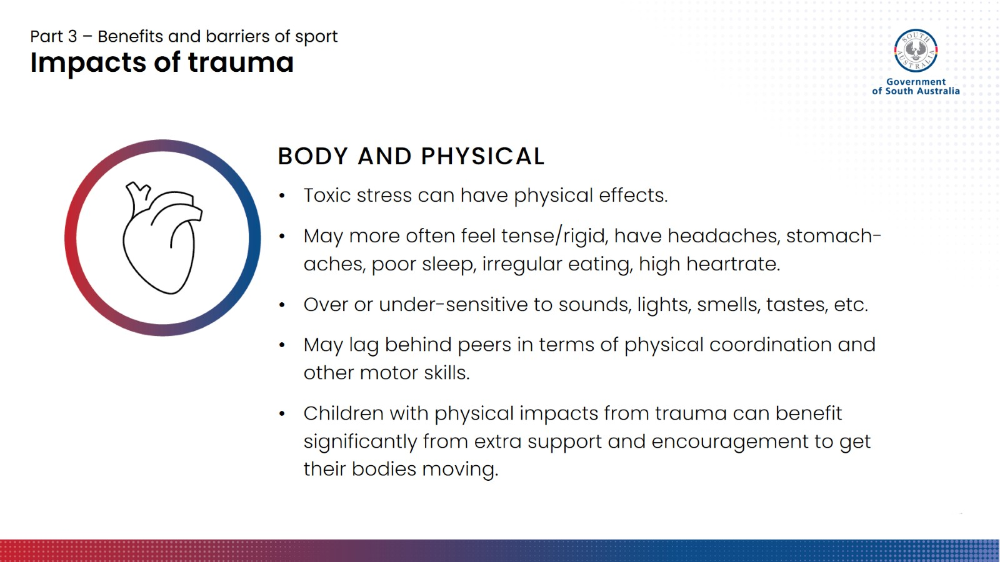 Part 3 – Benefits and barriers of sport
Impacts of trauma
SOUTH AUSTRALIA
Government
of South Australia
BODY AND PHYSICAL
• Toxic stress can have physical effects.
• May more often feel tense/rigid, have headaches, stomach-
aches, poor sleep, irregular eating, high heartrate.
• Over or under-sensitive to sounds, lights, smells, tastes, etc.
• May lag behind peers in terms of physical coordination and
other motor skills.
• Children with physical impacts from trauma can benefit
significantly from extra support and encouragement to get
their bodies moving.